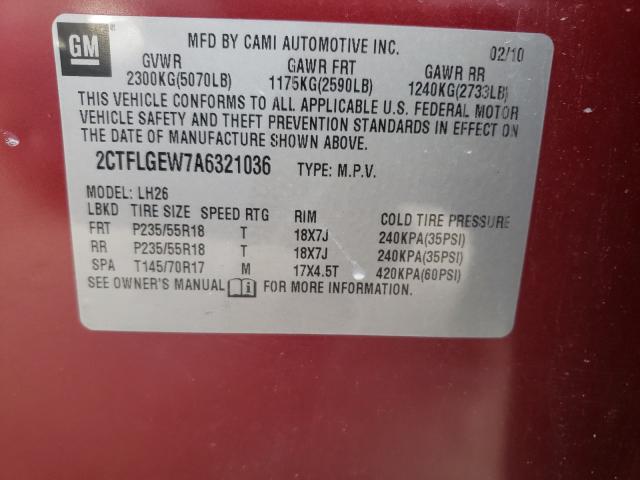 GM
MFD BY CAMI AUTOMOTIVE INC. 02/10
GVWR GAWR FRT GAWR RR
2300KG(5070LB) 1175KG(2590LB) 1240KG(2733LB)
THIS VEHICLE CONFORMS TO ALL APPLICABLE U.S. FEDERAL MOTOR
VEHICLE SAFETY AND THEFT PREVENTION STANDARDS IN EFFECT ON
THE DATE OF MANUFACTURE SHOWN ABOVE.
2CTFLGEW7A6321036 TYPE: M.P.V.
MODEL: LH26
LBKD TIRE SIZE SPEED RTG RIM COLD TIRE PRESSURE
FRT P235/55R18 T 18X7J 240KPA(35PSI)
RR P235/55R18 T 18X7J 240KPA(35PSI)
SPA T145/70R17 M 17X4.5T 420KPA(60PSI)
SEE OWNER'S MANUAL FOR MORE INFORMATION.